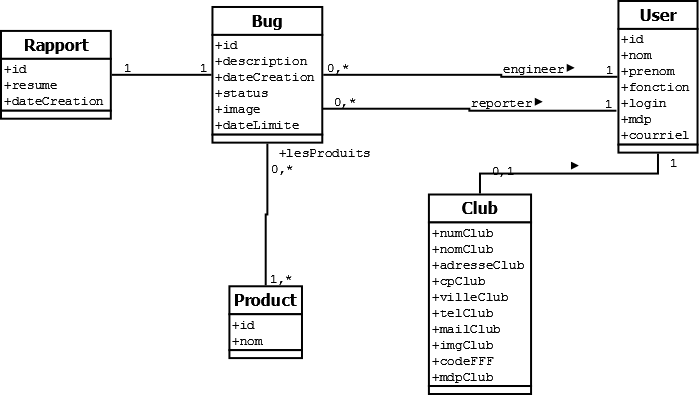 Rapport
+id
+resume
+dateCreation
1
1
Bug
+id
+description
+dateCreation
+status
+image
+dateLimite
0,*
engineer
1
0,*
reporter
1
User
+id
+nom
+prenom
+fonction
+login
+mdp
+courriel
+lesProduits
0,*
1,*
Product
+id
+nom
1
0,1
Club
+numClub
+nomClub
+adresseClub
+cpClub
+villeClub
+telClub
+mailClub
+imgClub
+codeFFF
+mdpClub